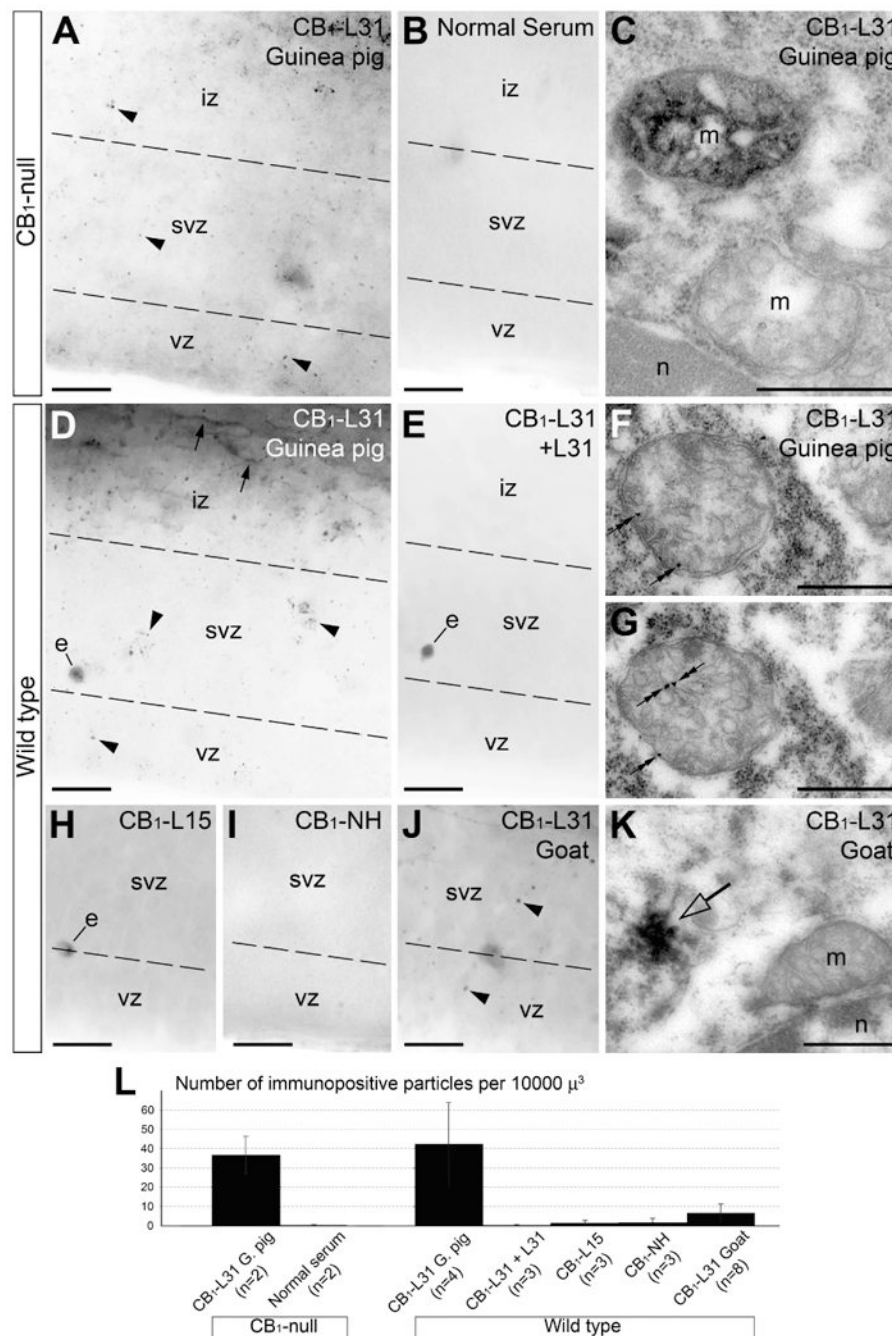 CB₁-null
A
CB₁-L31
Guinea pig
iz
svz
vz
B
Normal Serum
iz
svz
vz
C
CB₁-L31
Guinea pig
m
m
n
Wild type
D
CB₁-L31
Guinea pig
iz
svz
e
vz
E
CB₁-L31
+L31
iz
svz
e
vz
F
CB₁-L31
Guinea pig
G
H
CB₁-L15
svz
e
vz
I
CB₁-NH
svz
vz
J
CB₁-L31
Goat
svz
vz
K
CB₁-L31
Goat
m
n
L
Number of immunopositive particles per 10000 μ³
60
50
40
30
20
10
0
CB₁-L31 G. pig
(n=2)
Normal serum
(n=2)
CB₁-L31 G. pig
(n=4)
CB₁-L31 + L31
(n=3)
CB₁-L15
(n=3)
CB₁-NH
(n=3)
CB₁-L31 Goat
(n=8)
CB₁-null
Wild type